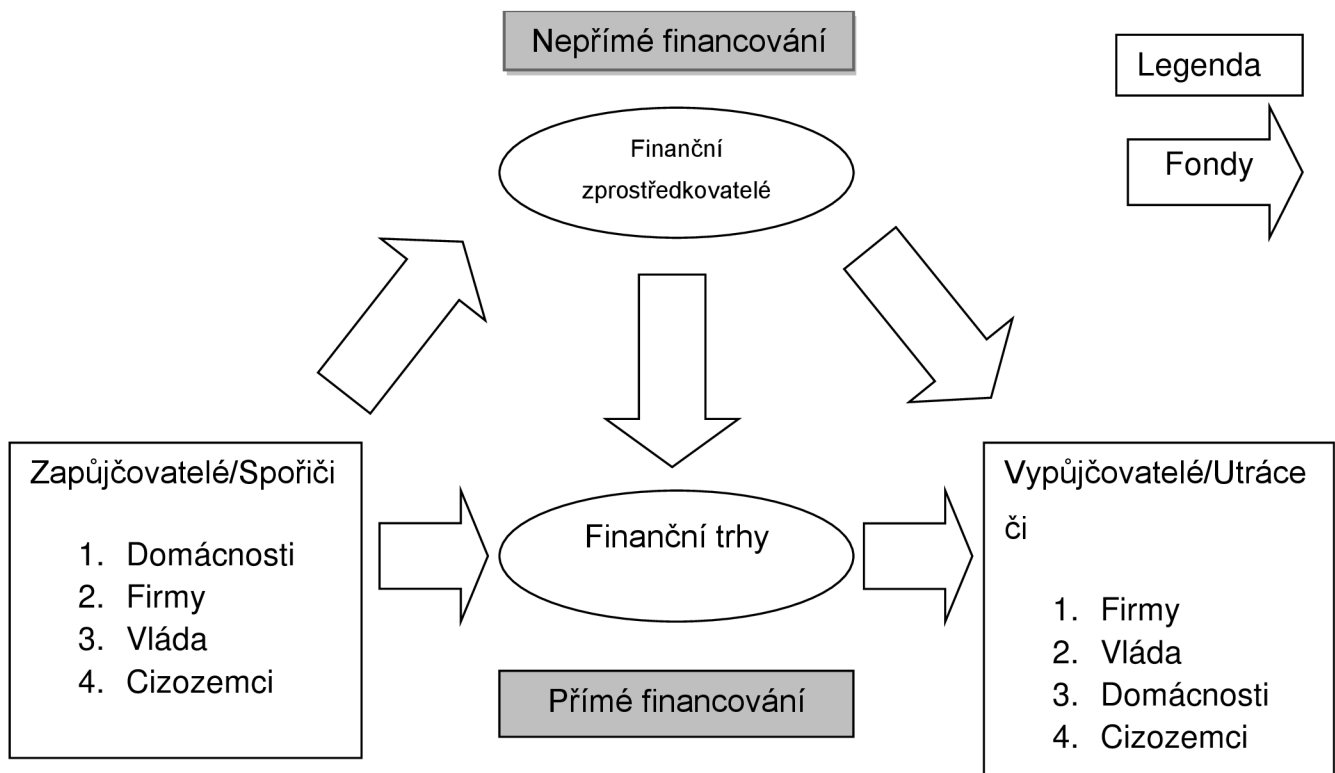 Nepřímé financování
Legenda
Fondy
Finanční
zprostředkovatelé
Zapůjčovatelé/Spořiči
1. Domácnosti
2. Firmy
3. Vláda
4. Cizozemci
Finanční trhy
Přímé financování
Vypůjčovatelé/Utráce
či
1. Firmy
2. Vláda
3. Domácnosti
4. Cizozemci